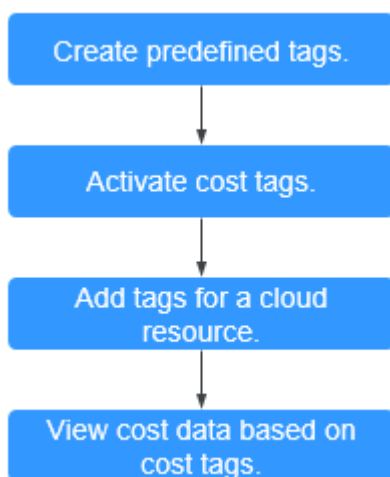 Create predefined tags.
Activate cost tags.
Add tags for a cloud
resource.
View cost data based on
cost tags.